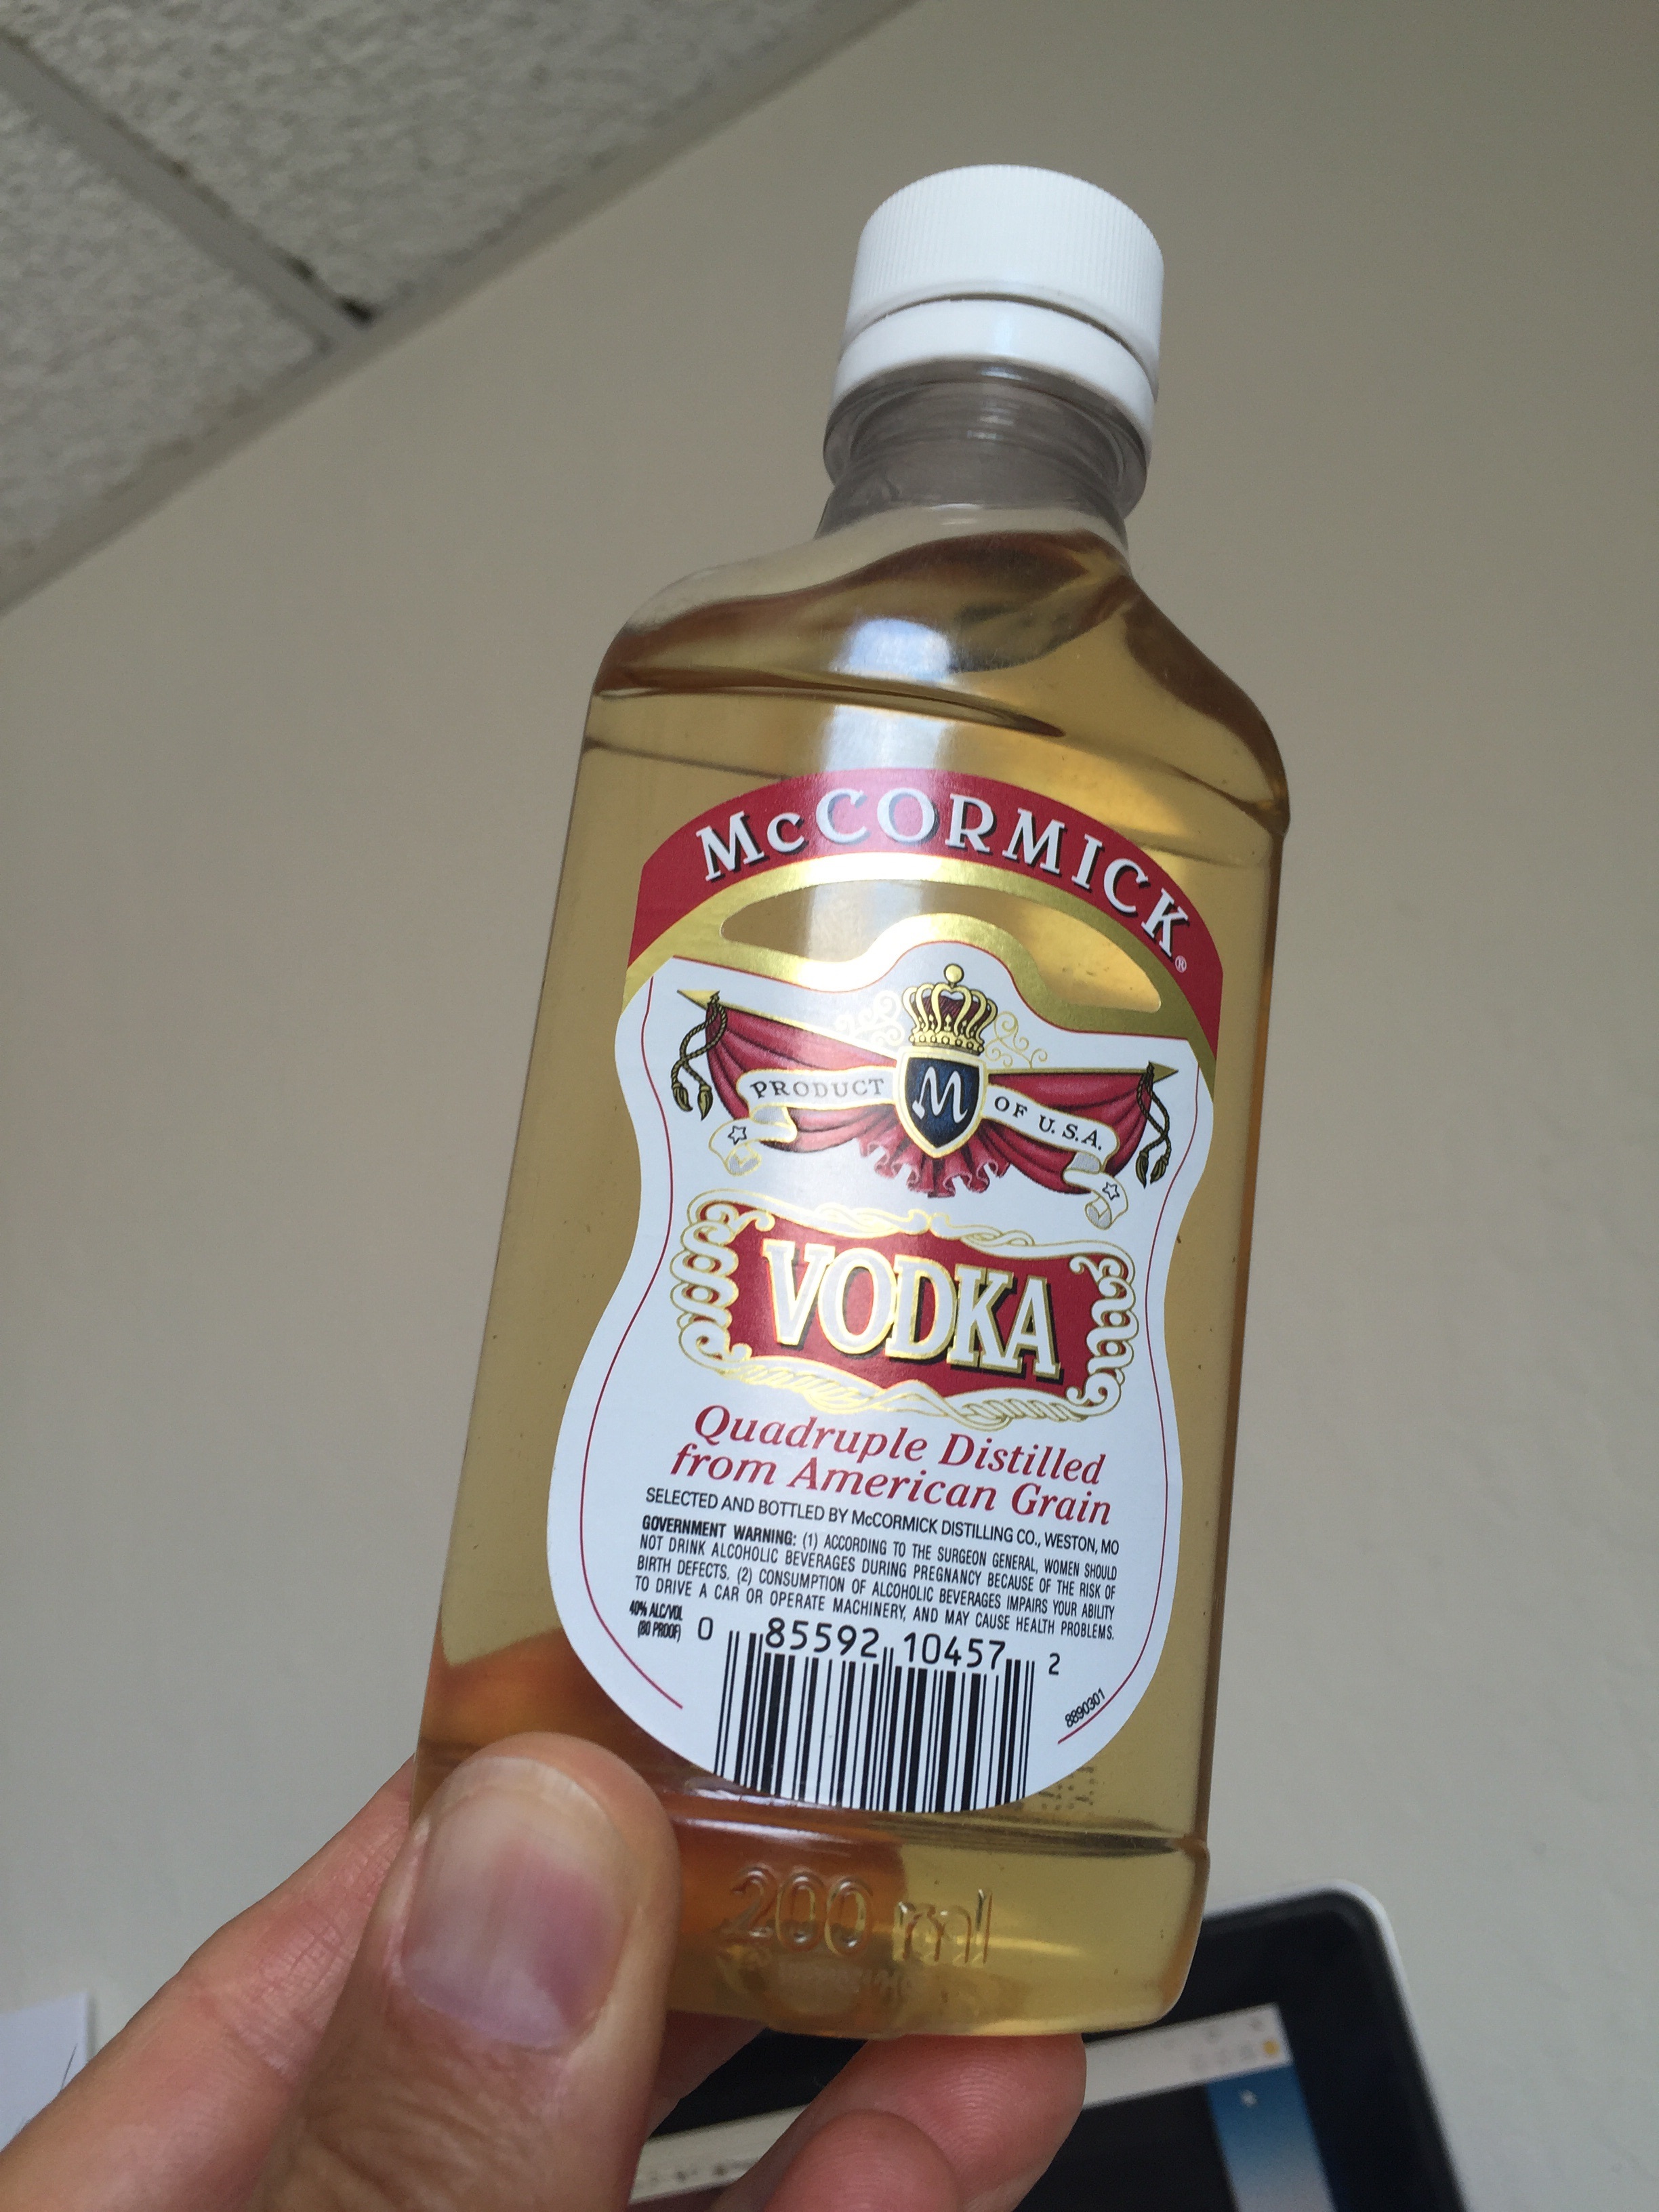 McCORMICK®
M
PRODUCT OF U.S.A.
VODKA
Quadruple Distilled
from American Grain
SELECTED AND BOTTLED BY McCORMICK DISTILLING CO., WESTON, MO
GOVERNMENT WARNING: (1) ACCORDING TO THE SURGEON GENERAL, WOMEN SHOULD
NOT DRINK ALCOHOLIC BEVERAGES DURING PREGNANCY BECAUSE OF THE RISK OF
BIRTH DEFECTS. (2) CONSUMPTION OF ALCOHOLIC BEVERAGES IMPAIRS YOUR ABILITY
TO DRIVE A CAR OR OPERATE MACHINERY, AND MAY CAUSE HEALTH PROBLEMS.
40% ALC/VOL
(80 PROOF)
0 85592 10457 2
8890301
200 ml